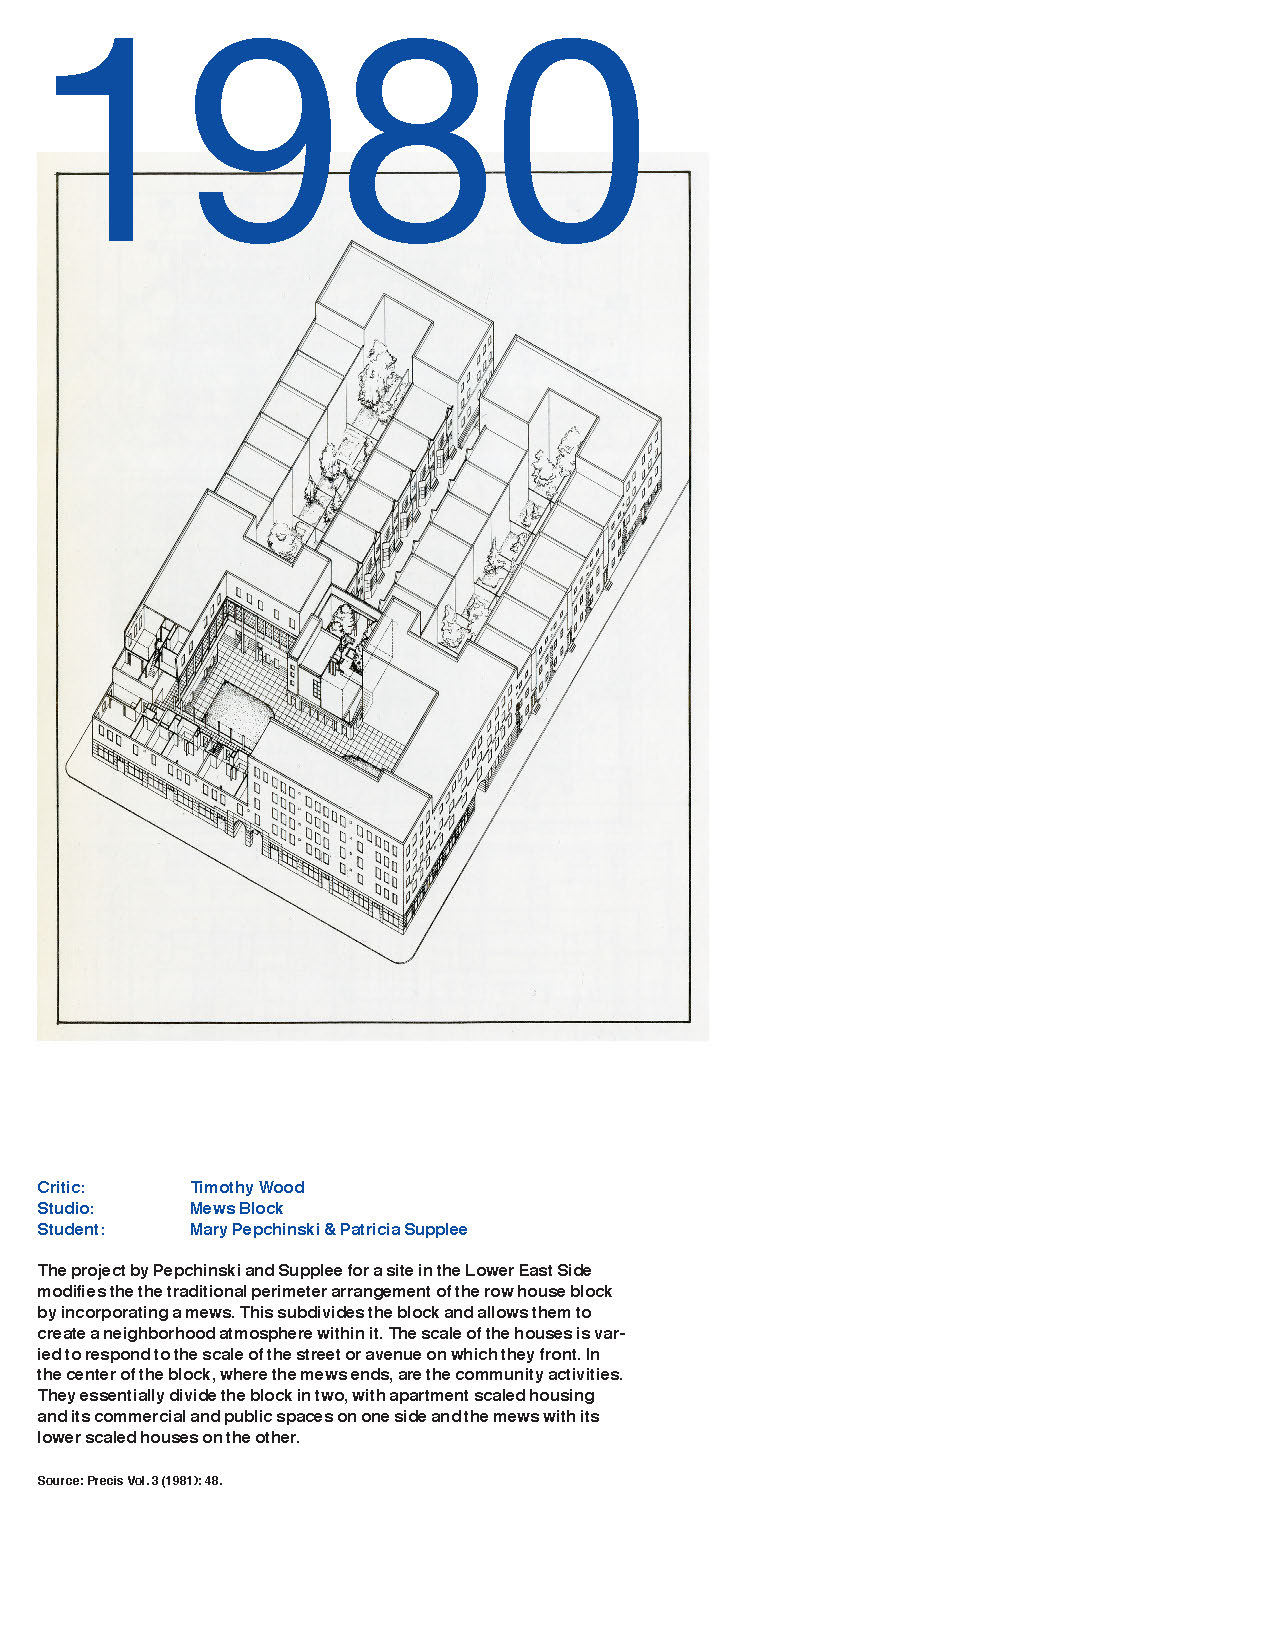 1980
Critic: Timothy Wood
Studio: Mews Block
Student: Mary Pepchinski & Patricia Supplee
The project by Pepchinski and Supplee for a site in the Lower East Side
modifies the the traditional perimeter arrangement of the row house block
by incorporating a mews. This subdivides the block and allows them to
create a neighborhood atmosphere within it. The scale of the houses is var-
ied to respond to the scale of the street or avenue on which they front. In
the center of the block, where the mews ends, are the community activities.
They essentially divide the block in two, with apartment scaled housing
and its commercial and public spaces on one side and the mews with its
lower scaled houses on the other.
Source: Precis Vol. 3 (1981): 48.